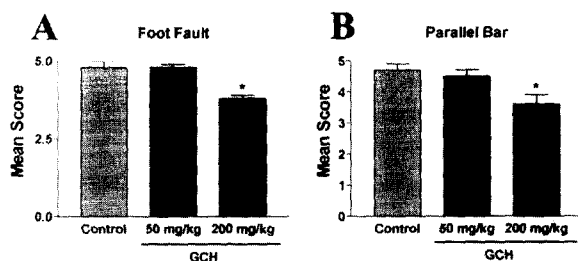 A
Foot Fault
Mean Score
5.0
2.5
0.0
*
Control
50 mg/kg
200 mg/kg
GCH
B
Parallel Bar
Mean Score
5
4
3
2
1
0
*
Control
50 mg/kg
200 mg/kg
GCH